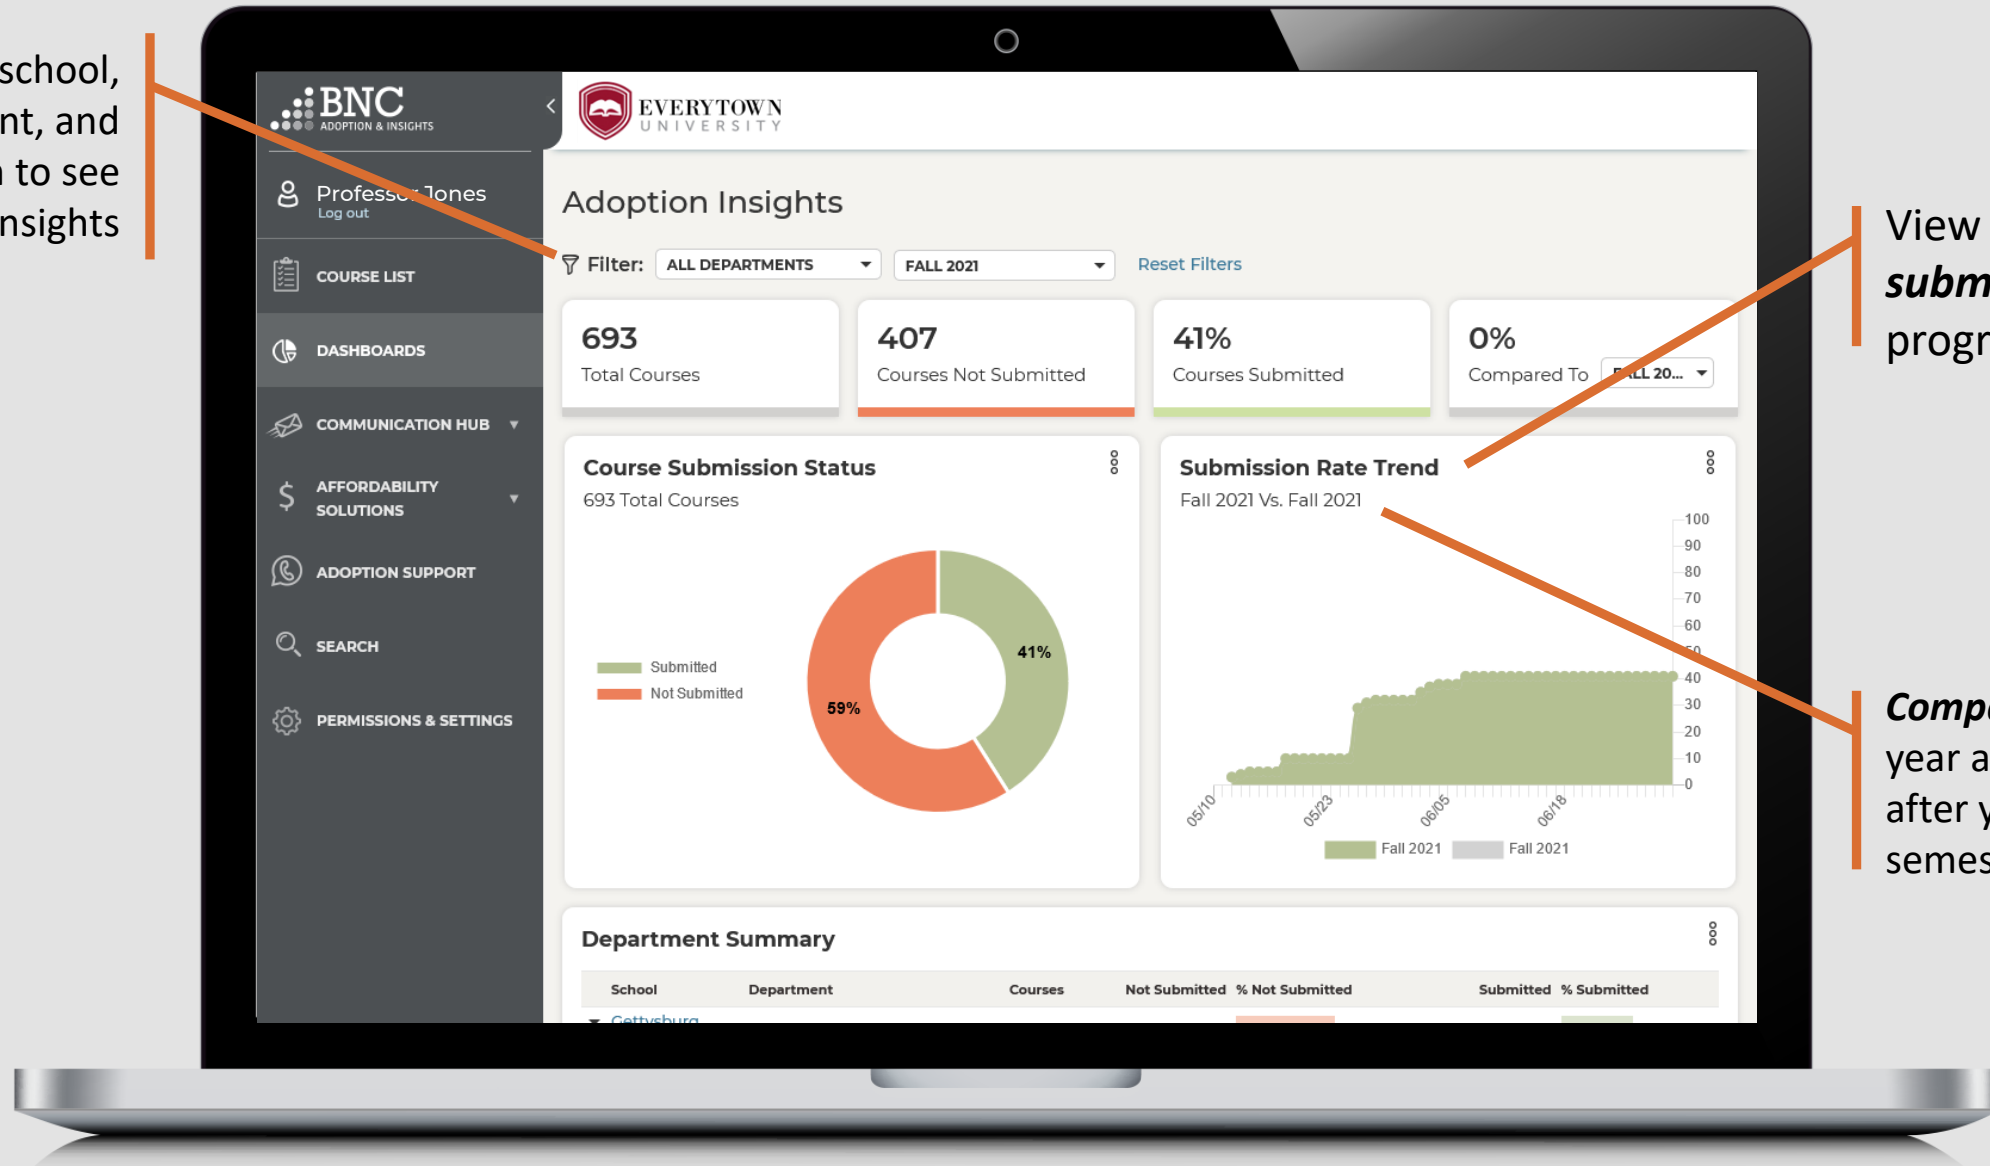 school,
nt, and
to see
nsights
BNC
ADOPTION & INSIGHTS
<
EVERYTOWN
UNIVERSITY
Professor Jones
Log out
COURSE LIST
DASHBOARDS
COMMUNICATION HUB
AFFORDABILITY
SOLUTIONS
ADOPTION SUPPORT
SEARCH
PERMISSIONS & SETTINGS
Adoption Insights
Filter: ALL DEPARTMENTS FALL 2021 Reset Filters
693
Total Courses
407
Courses Not Submitted
41%
Courses Submitted
0%
Compared To FALL 20...
Course Submission Status
693 Total Courses
Submitted
Not Submitted
41%
59%
Submission Rate Trend
Fall 2021 Vs. Fall 2021
100
90
80
70
60
50
40
30
20
10
0
05/10 05/23 06/05 06/18
Fall 2021 Fall 2021
Department Summary
School Department Courses Not Submitted % Not Submitted Submitted % Submitted
Gettysburg
View
subm
progr
Comp
year a
after y
semes